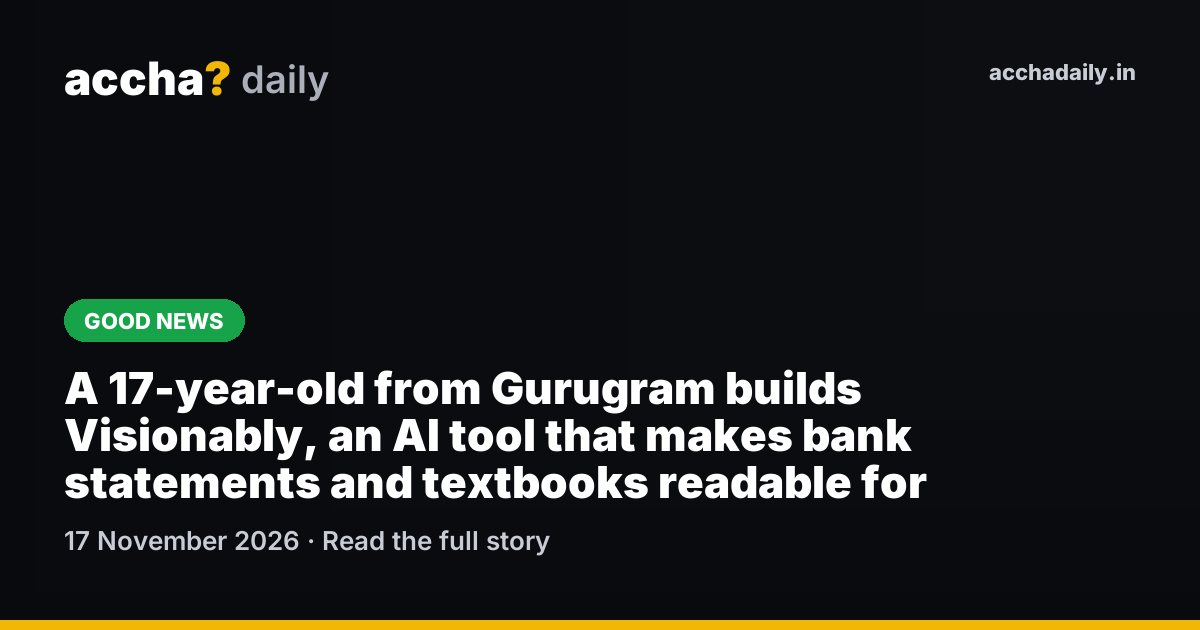 accha? daily
acchadaily.in
GOOD NEWS
A 17-year-old from Gurugram builds
Visionably, an AI tool that makes bank
statements and textbooks readable for
17 November 2026 · Read the full story